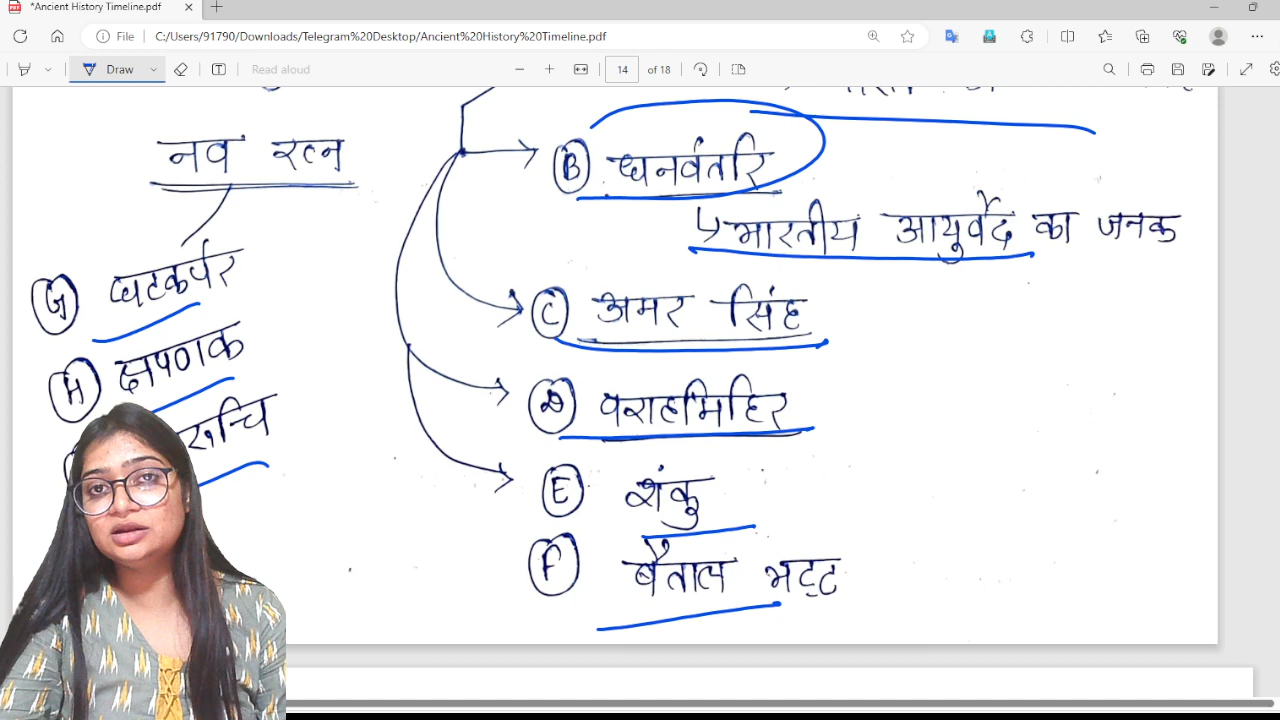 *Ancient History Timeline.pdf
File C:/Users/91790/Downloads/Telegram%20Desktop/Ancient%20History%20Timeline.pdf
Draw Read aloud 14 of 18
नव रत्न
B धनवंतरि
भारतीय आयुर्वेद का जनक
G घटकर्पर
C अमर सिंह
H क्षपणक
D वराहमिहिर
रूचि
E शंकु
F बैताल भट्ट